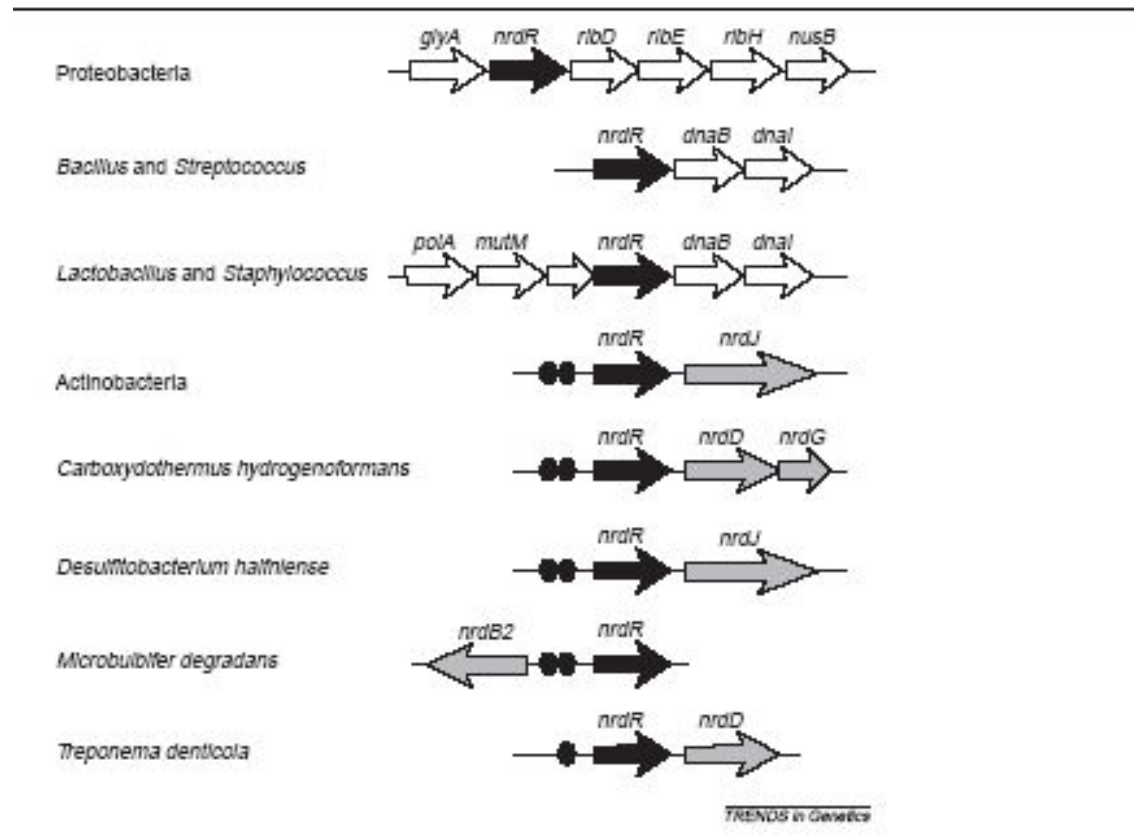 glyA nrdR ribD ribE ribH nusB
Proteobacteria
nrdR dnaB dnaI
Bacillus and Streptococcus
polA mutM nrdR dnaB dnaI
Lactobacillus and Staphylococcus
nrdR nrdJ
Actinobacteria
nrdR nrdD nrdG
Carboxydothermus hydrogenoformans
nrdR nrdJ
Desulfitobacterium halfniense
nrdB2 nrdR
Microbulbifer degradans
nrdR nrdD
Treponema denticola
TRENDS in Genetics